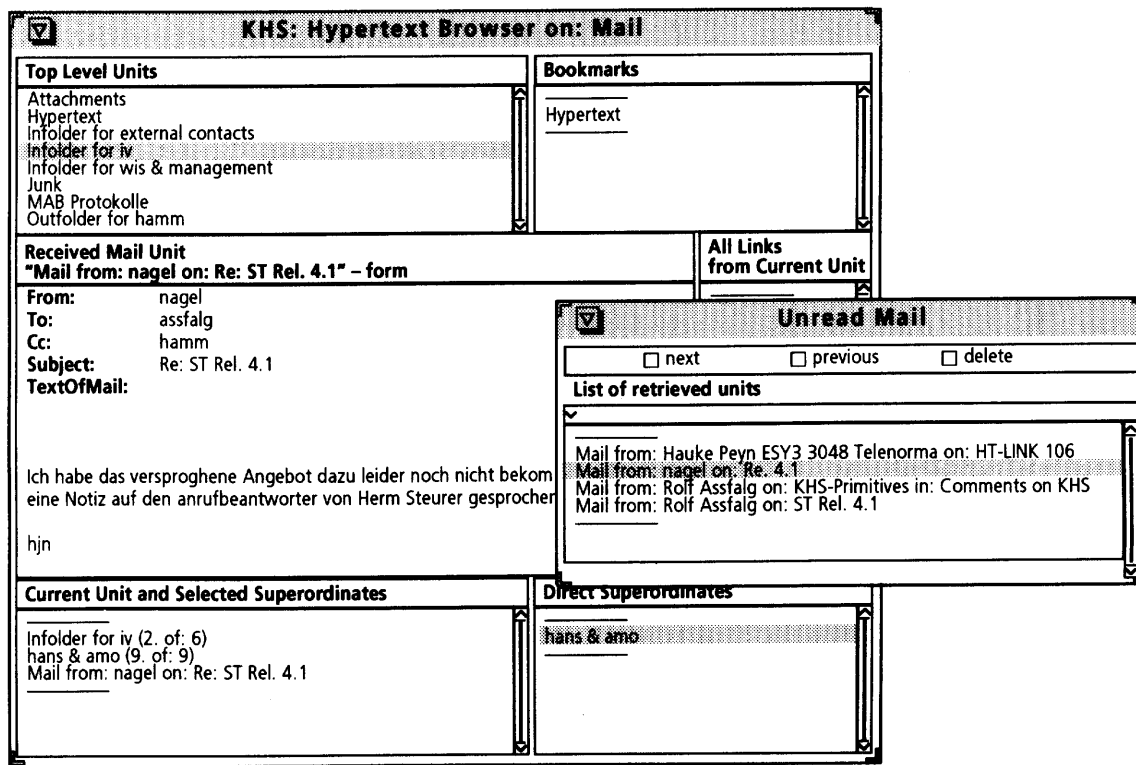 KHS: Hypertext Browser on: Mail
Top Level Units
Attachments
Hypertext
Infolder for external contacts
Infolder for iv
Infolder for wis & management
Junk
MAB Protokolle
Outfolder for hamm
Bookmarks
Hypertext
Received Mail Unit
"Mail from: nagel on: Re: ST Rel. 4.1" – form
All Links
from Current Unit
From: nagel
To: assfalg
Cc: hamm
Subject: Re: ST Rel. 4.1
TextOfMail:
Ich habe das versproghene Angebot dazu leider noch nicht bekom
eine Notiz auf den anrufbeantworter von Herm Steurer gesprochen
hjn
Unread Mail
next previous delete
List of retrieved units
Mail from: Hauke Peyn ESY3 3048 Telenorma on: HT-LINK 106
Mail from: nagel on: Re. 4.1
Mail from: Rolf Assfalg on: KHS-Primitives in: Comments on KHS
Mail from: Rolf Assfalg on: ST Rel. 4.1
Current Unit and Selected Superordinates
Infolder for iv (2. of: 6)
hans & amo (9. of: 9)
Mail from: nagel on: Re: ST Rel. 4.1
Direct Superordinates
hans & amo